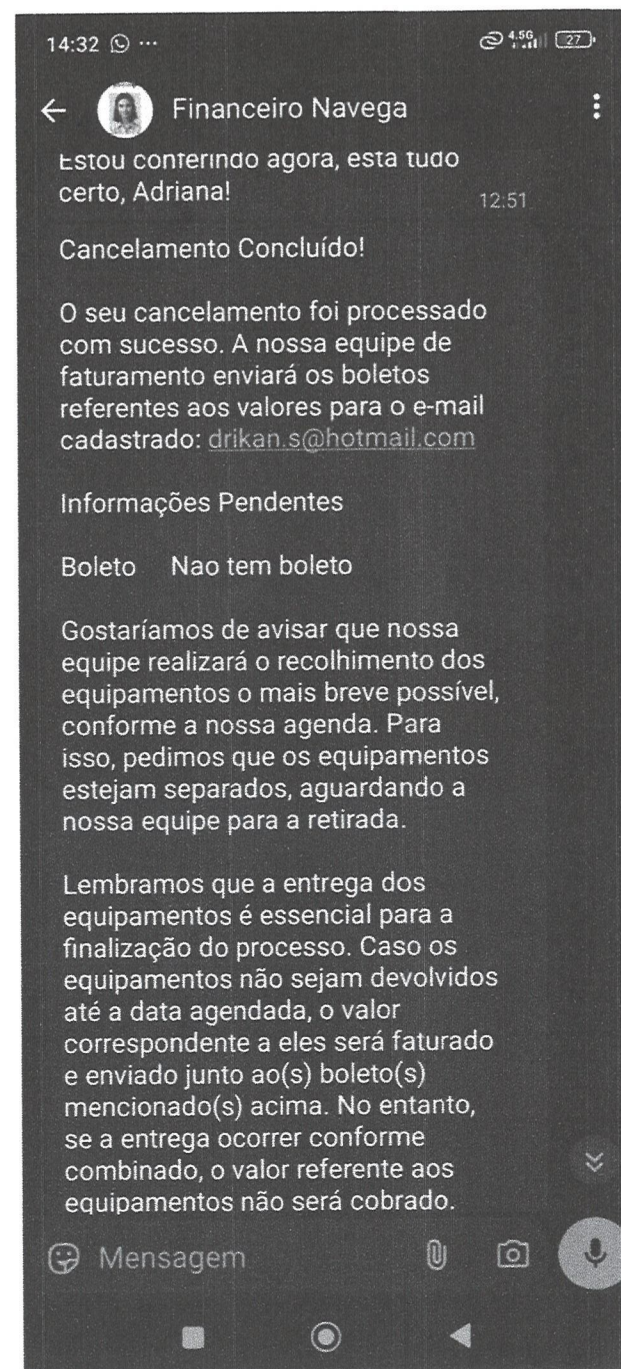 14:32 ...
4.5G 27
Financeiro Navega
Estou conferindo agora, esta tudo
certo, Adriana!
12:51
Cancelamento Concluído!
O seu cancelamento foi processado
com sucesso. A nossa equipe de
faturamento enviará os boletos
referentes aos valores para o e-mail
cadastrado: drikan.s@hotmail.com
Informações Pendentes
Boleto Nao tem boleto
Gostaríamos de avisar que nossa
equipe realizará o recolhimento dos
equipamentos o mais breve possível,
conforme a nossa agenda. Para
isso, pedimos que os equipamentos
estejam separados, aguardando a
nossa equipe para a retirada.
Lembramos que a entrega dos
equipamentos é essencial para a
finalização do processo. Caso os
equipamentos não sejam devolvidos
até a data agendada, o valor
correspondente a eles será faturado
e enviado junto ao(s) boleto(s)
mencionado(s) acima. No entanto,
se a entrega ocorrer conforme
combinado, o valor referente aos
equipamentos não será cobrado.
Mensagem